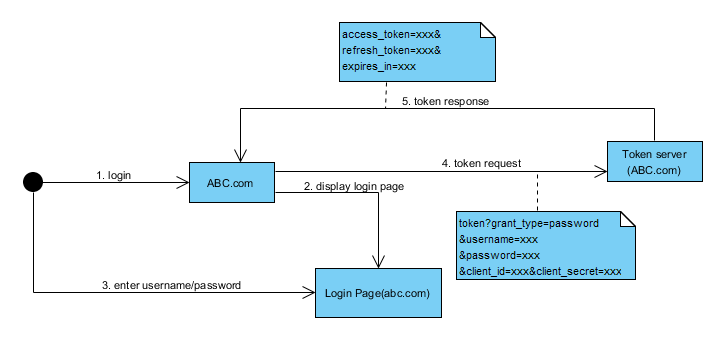 access_token=xxx&
refresh_token=xxx&
expires_in=xxx
5. token response
Token server
(ABC.com)
4. token request
1. login
ABC.com
2. display login page
token?grant_type=password
&username=xxx
&password=xxx
&client_id=xxx&client_secret=xxx
3. enter username/password
Login Page(abc.com)